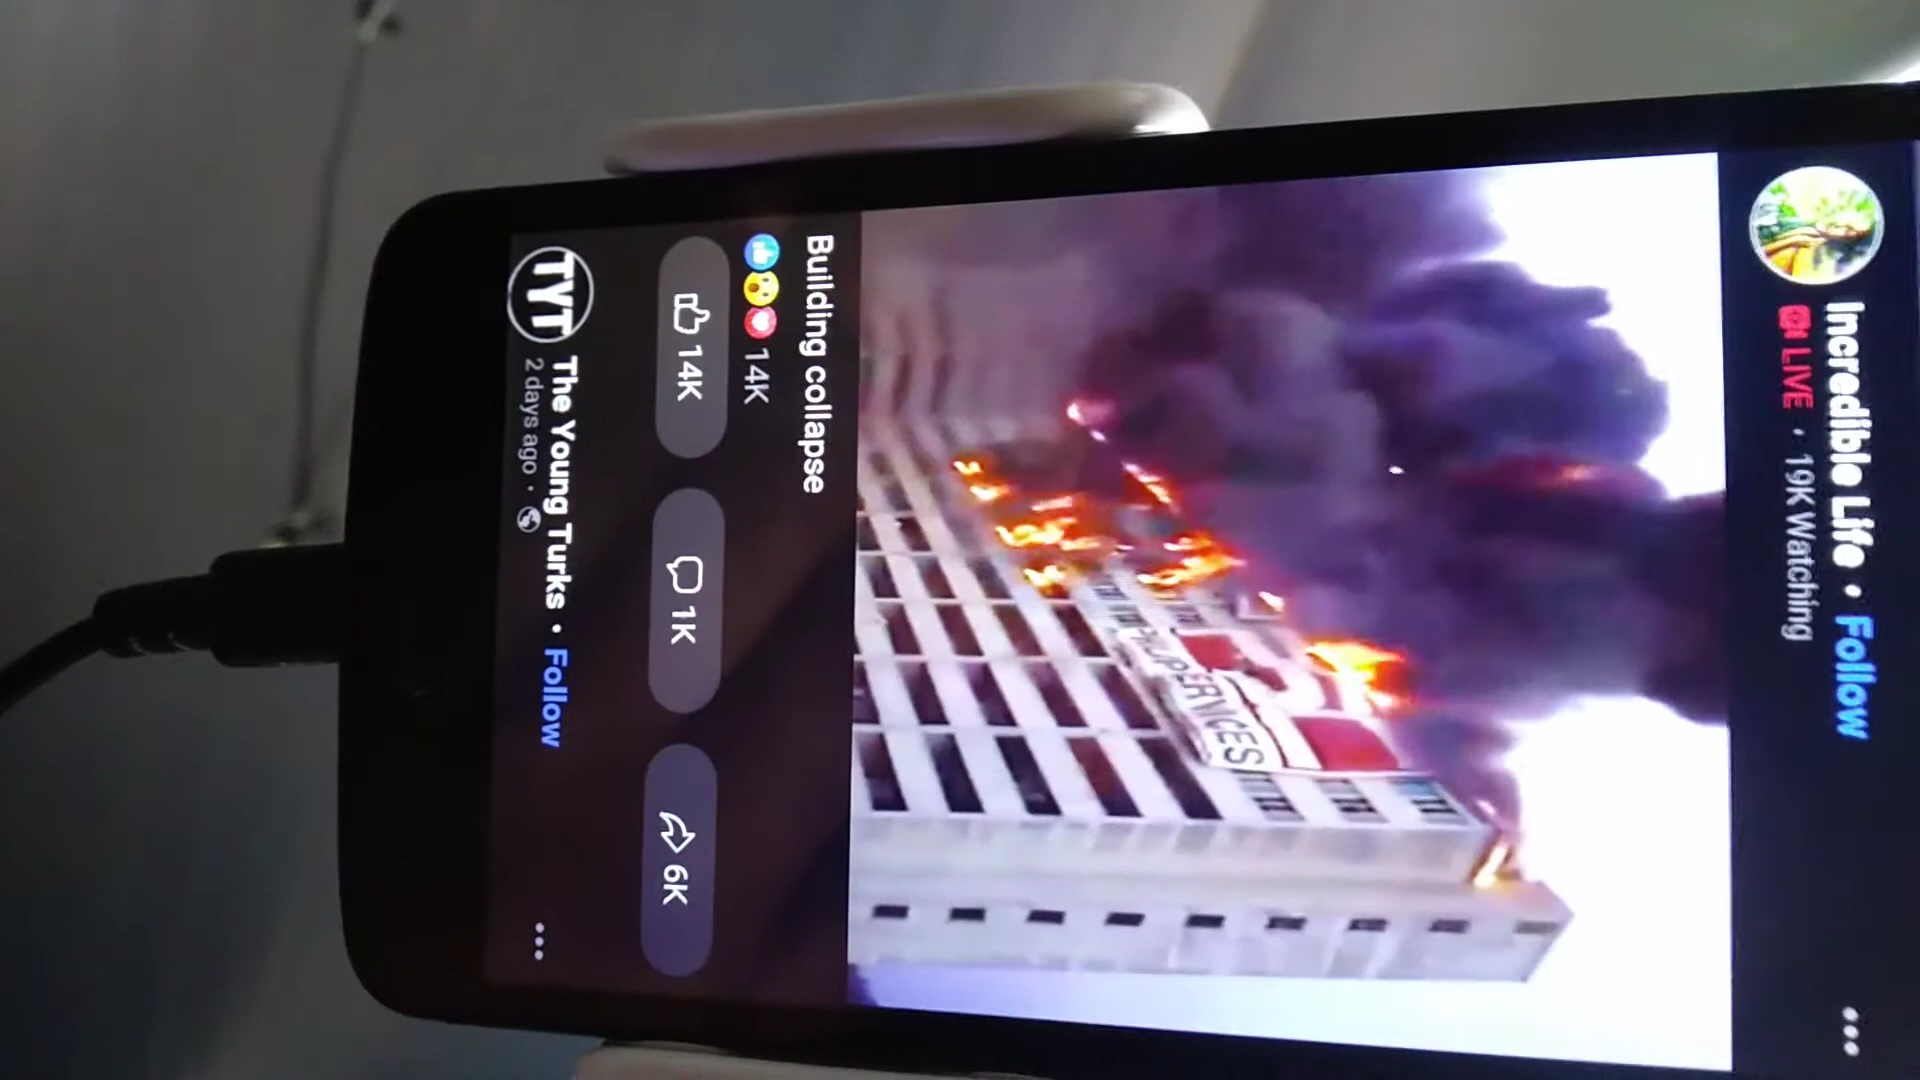 Incredible Life • Follow
LIVE · 19K Watching
SERVICES
Building collapse
14K
14K
1K
6K
TYT
The Young Turks • Follow
2 days ago ·